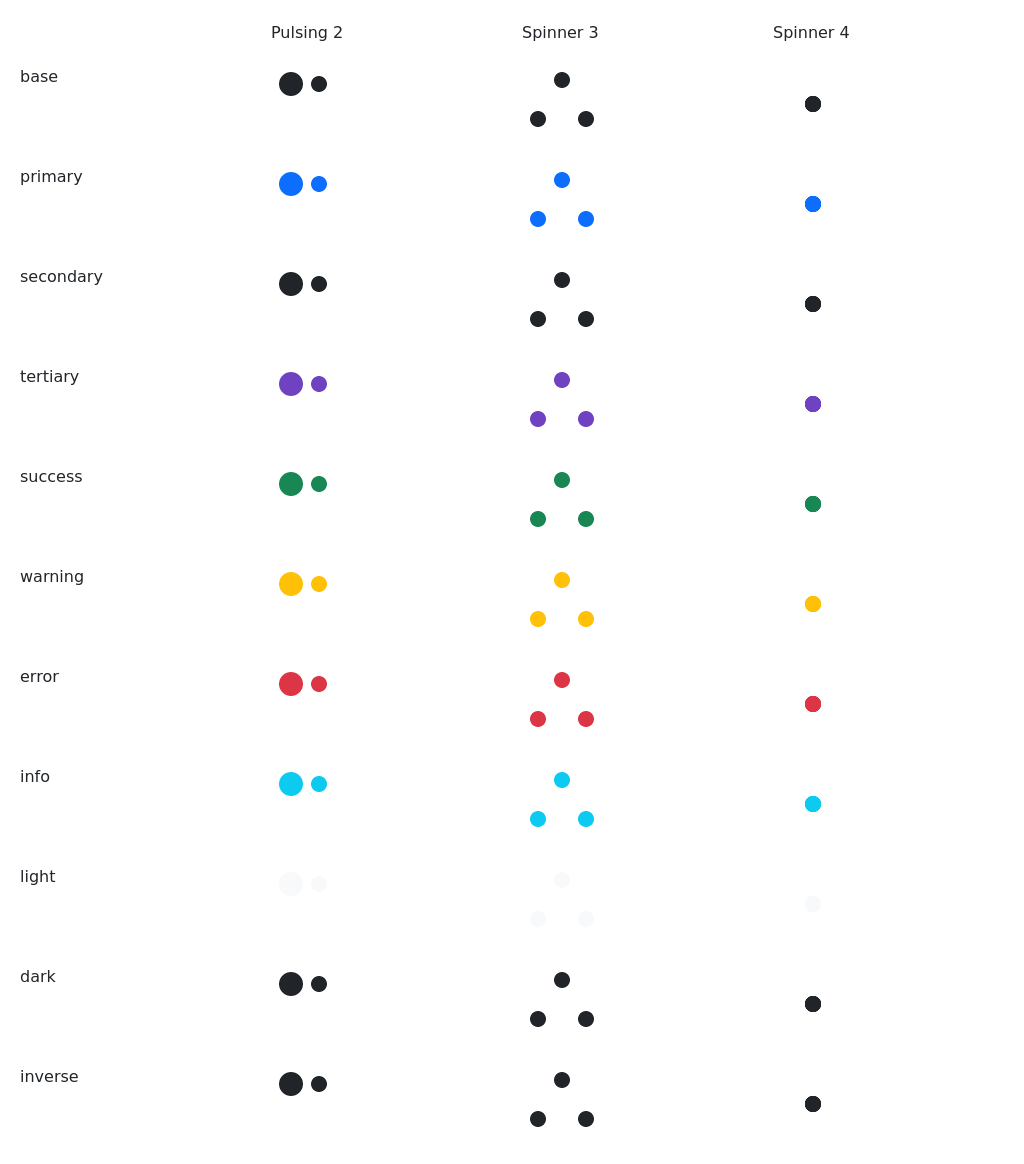 Pulsing 2 Spinner 3 Spinner 4
base
primary
secondary
tertiary
success
warning
error
info
light
dark
inverse